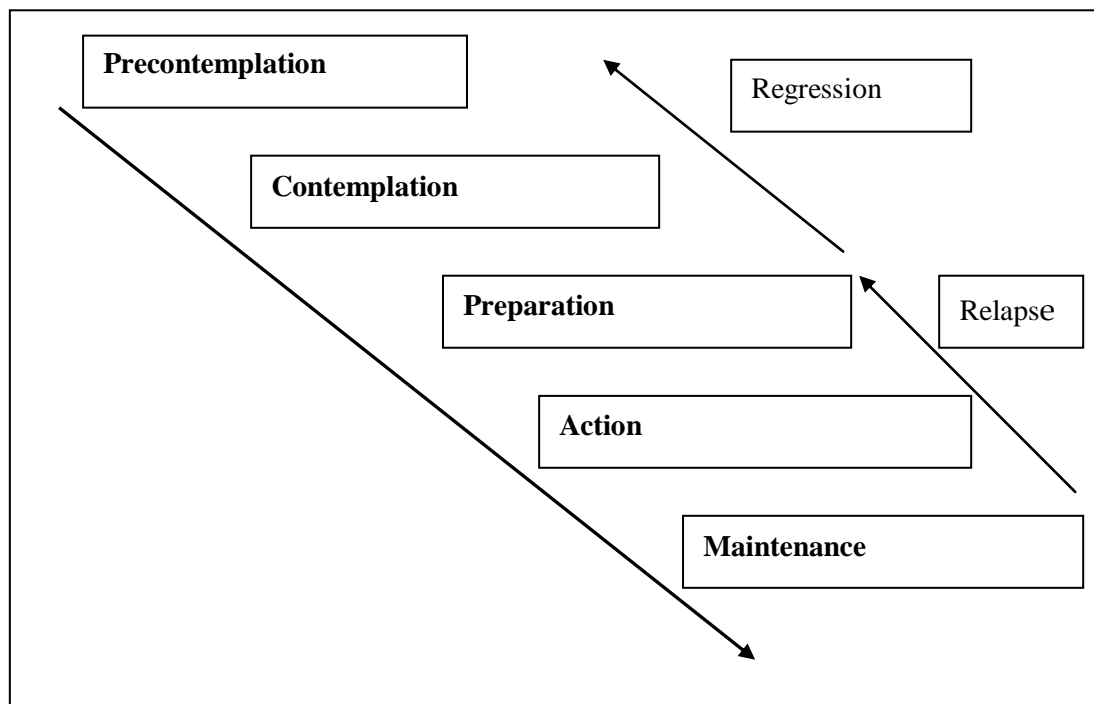 Precontemplation
Regression
Contemplation
Preparation
Relapse
Action
Maintenance